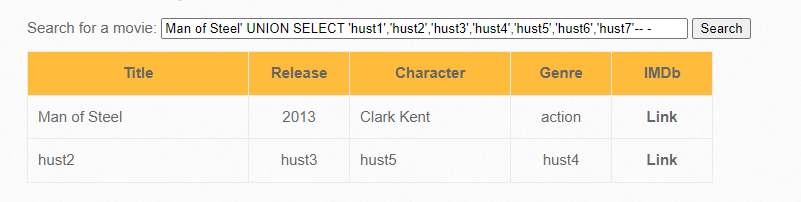 Search for a movie: Man of Steel' UNION SELECT 'hust1','hust2','hust3','hust4','hust5','hust6','hust7'-- - Search
Title Release Character Genre IMDb
Man of Steel 2013 Clark Kent action Link
hust2 hust3 hust5 hust4 Link